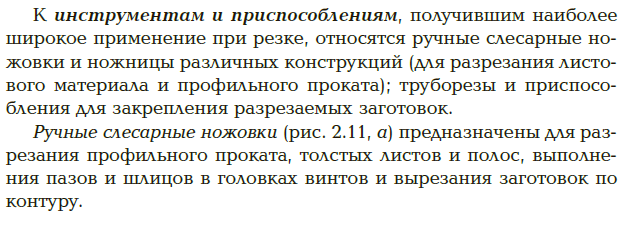 К инструментам и приспособлениям, получившим наиболее
широкое применение при резке, относятся ручные слесарные но-
жовки и ножницы различных конструкций (для разрезания листо-
вого материала и профильного проката); труборезы и приспосо-
бления для закрепления разрезаемых заготовок.
Ручные слесарные ножовки (рис. 2.11, а) предназначены для раз-
резания профильного проката, толстых листов и полос, выполне-
ния пазов и шлицов в головках винтов и вырезания заготовок по
контуру.